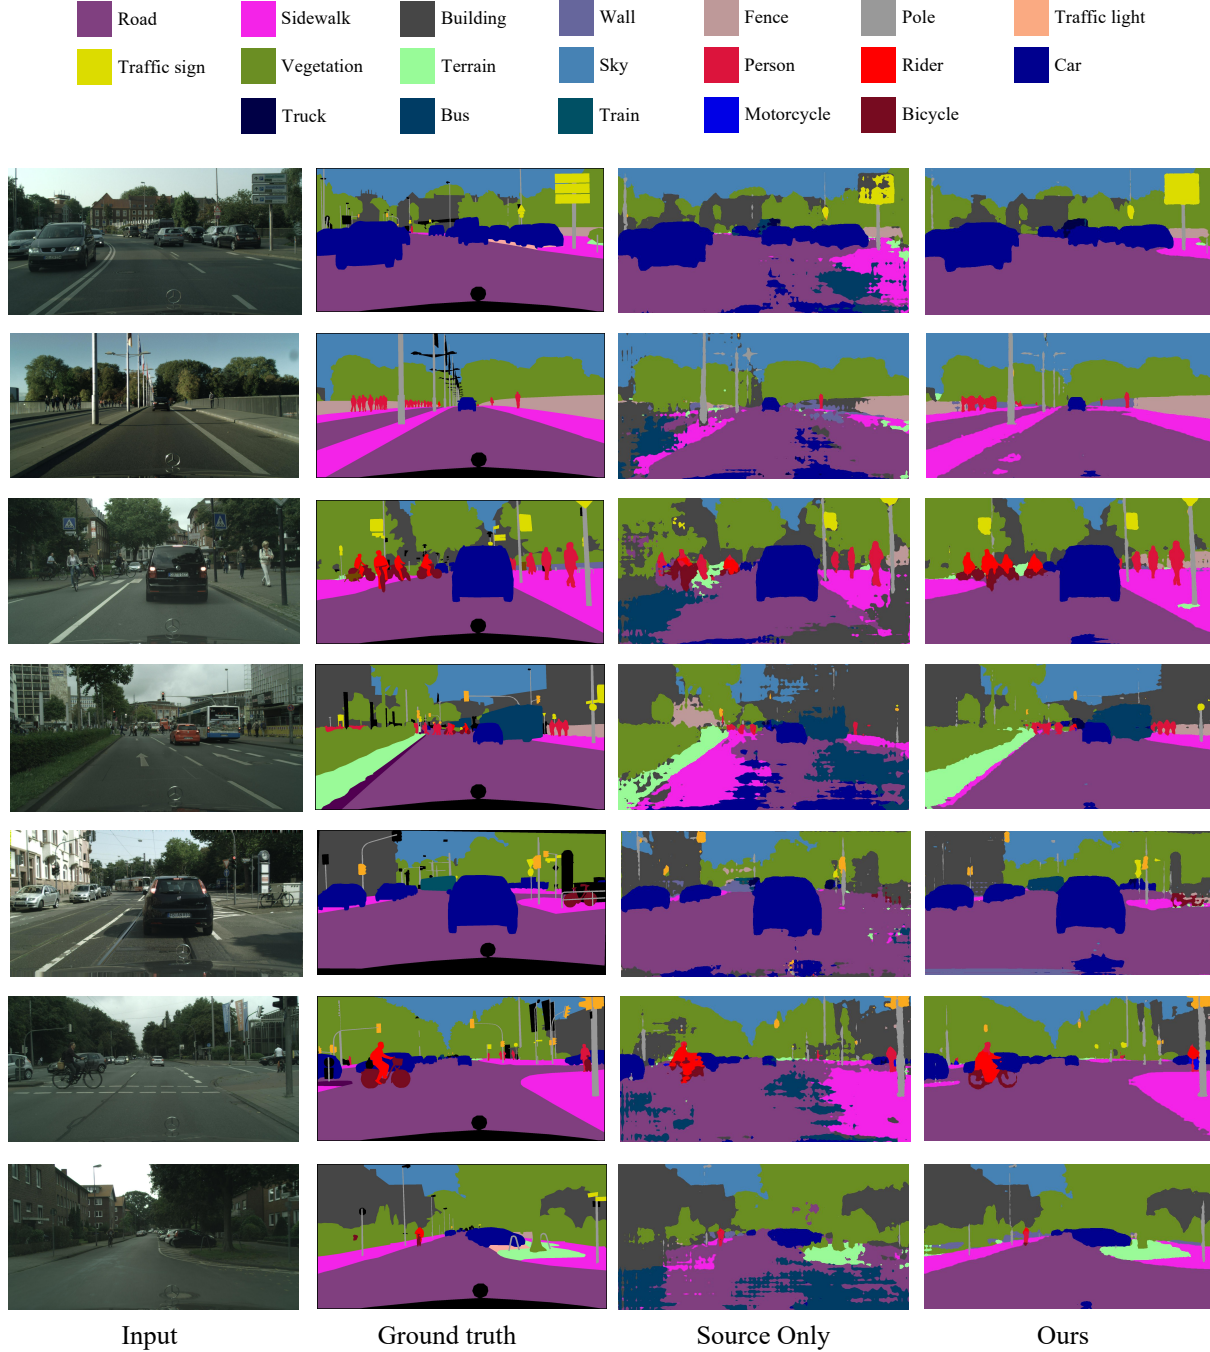 Road Sidewalk Building Wall Fence Pole Traffic light
Traffic sign Vegetation Terrain Sky Person Rider Car
Truck Bus Train Motorcycle Bicycle
Input Ground truth Source Only Ours